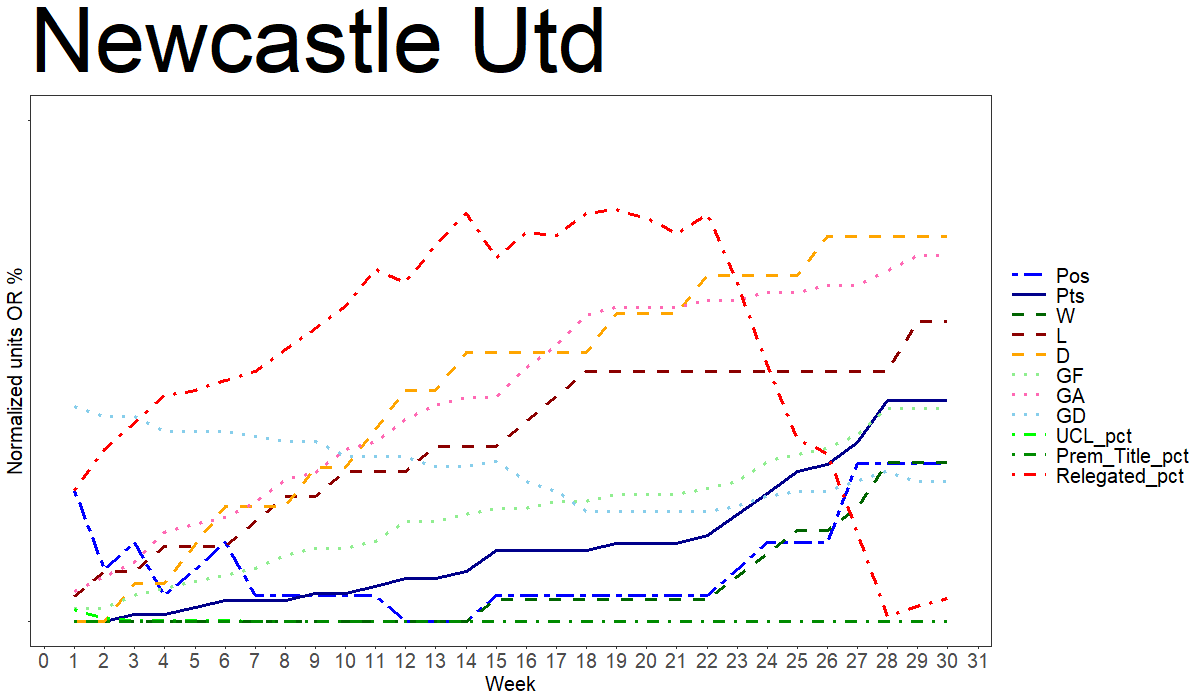 Newcastle Utd
Normalized units OR %
Pos
Pts
W
L
D
GF
GA
GD
UCL_pct
Prem_Title_pct
Relegated_pct
0 1 2 3 4 5 6 7 8 9 10 11 12 13 14 15 16 17 18 19 20 21 22 23 24 25 26 27 28 29 30 31
Week